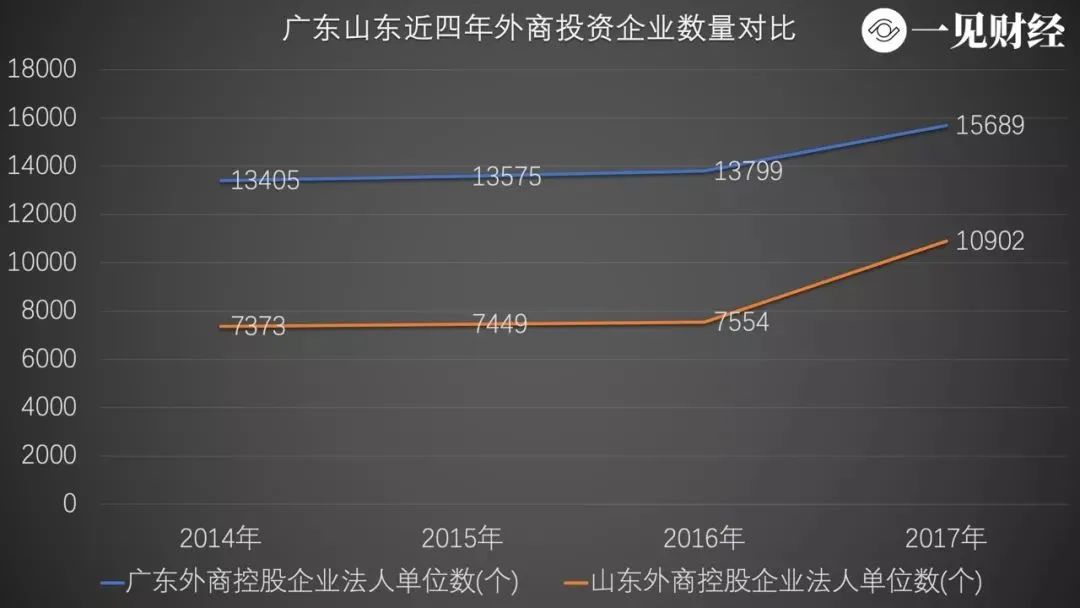 广东山东近四年外商投资企业数量对比
一见财经
18000
16000
14000
12000
10000
8000
6000
4000
2000
0
13405
13575
13799
15689
7373
7449
7554
10902
2014年
2015年
2016年
2017年
广东外商控股企业法人单位数(个)
山东外商控股企业法人单位数(个)